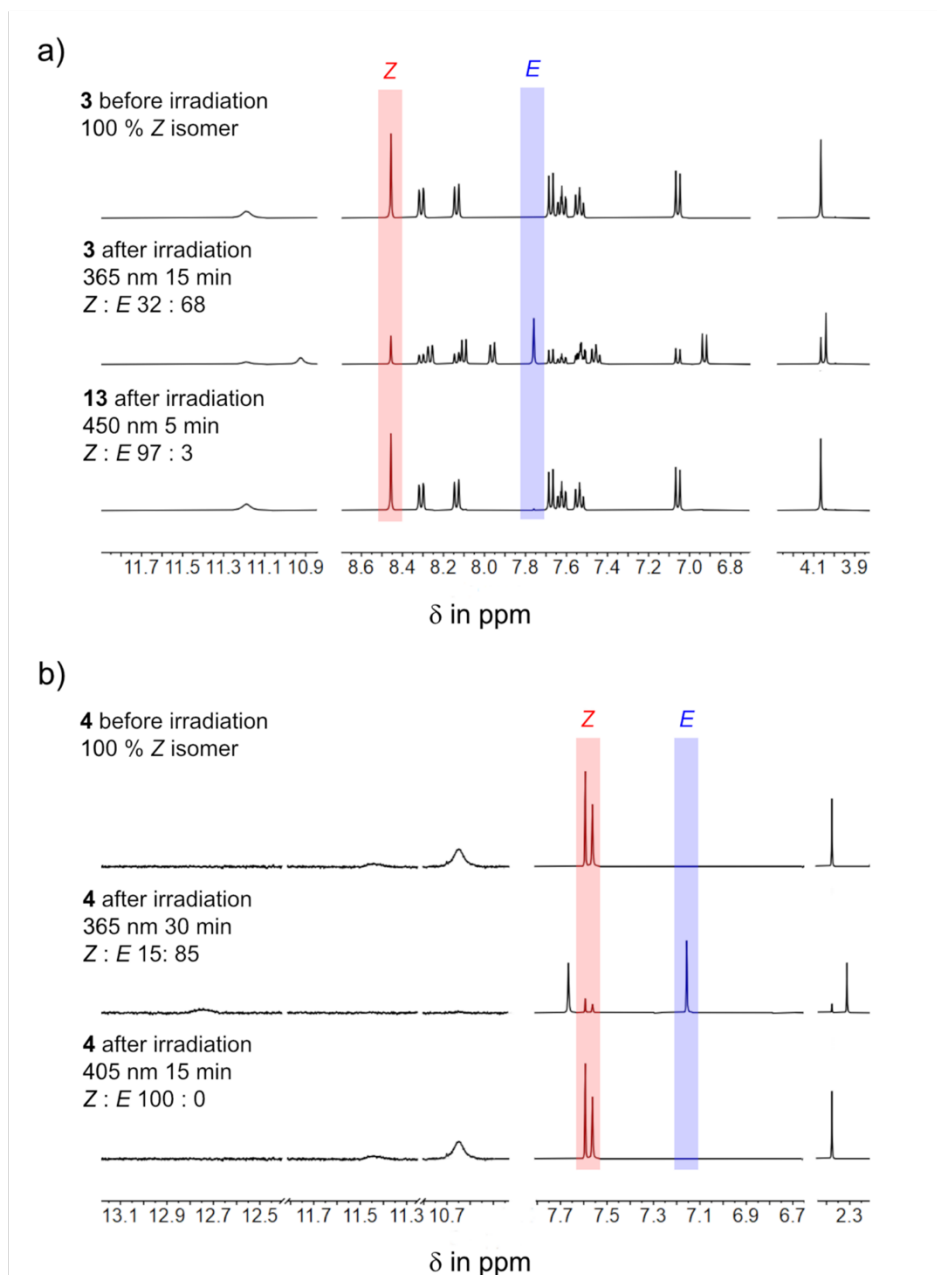 a)
Z E
3 before irradiation
100 % Z isomer
3 after irradiation
365 nm 15 min
Z : E 32 : 68
13 after irradiation
450 nm 5 min
Z : E 97 : 3
11.7 11.5 11.3 11.1 10.9 8.6 8.4 8.2 8.0 7.8 7.6 7.4 7.2 7.0 6.8 4.1 3.9
δ in ppm
b)
Z E
4 before irradiation
100 % Z isomer
4 after irradiation
365 nm 30 min
Z : E 15: 85
4 after irradiation
405 nm 15 min
Z : E 100 : 0
13.1 12.9 12.7 12.5 11.7 11.5 11.3 10.7 7.7 7.5 7.3 7.1 6.9 6.7 2.3
δ in ppm